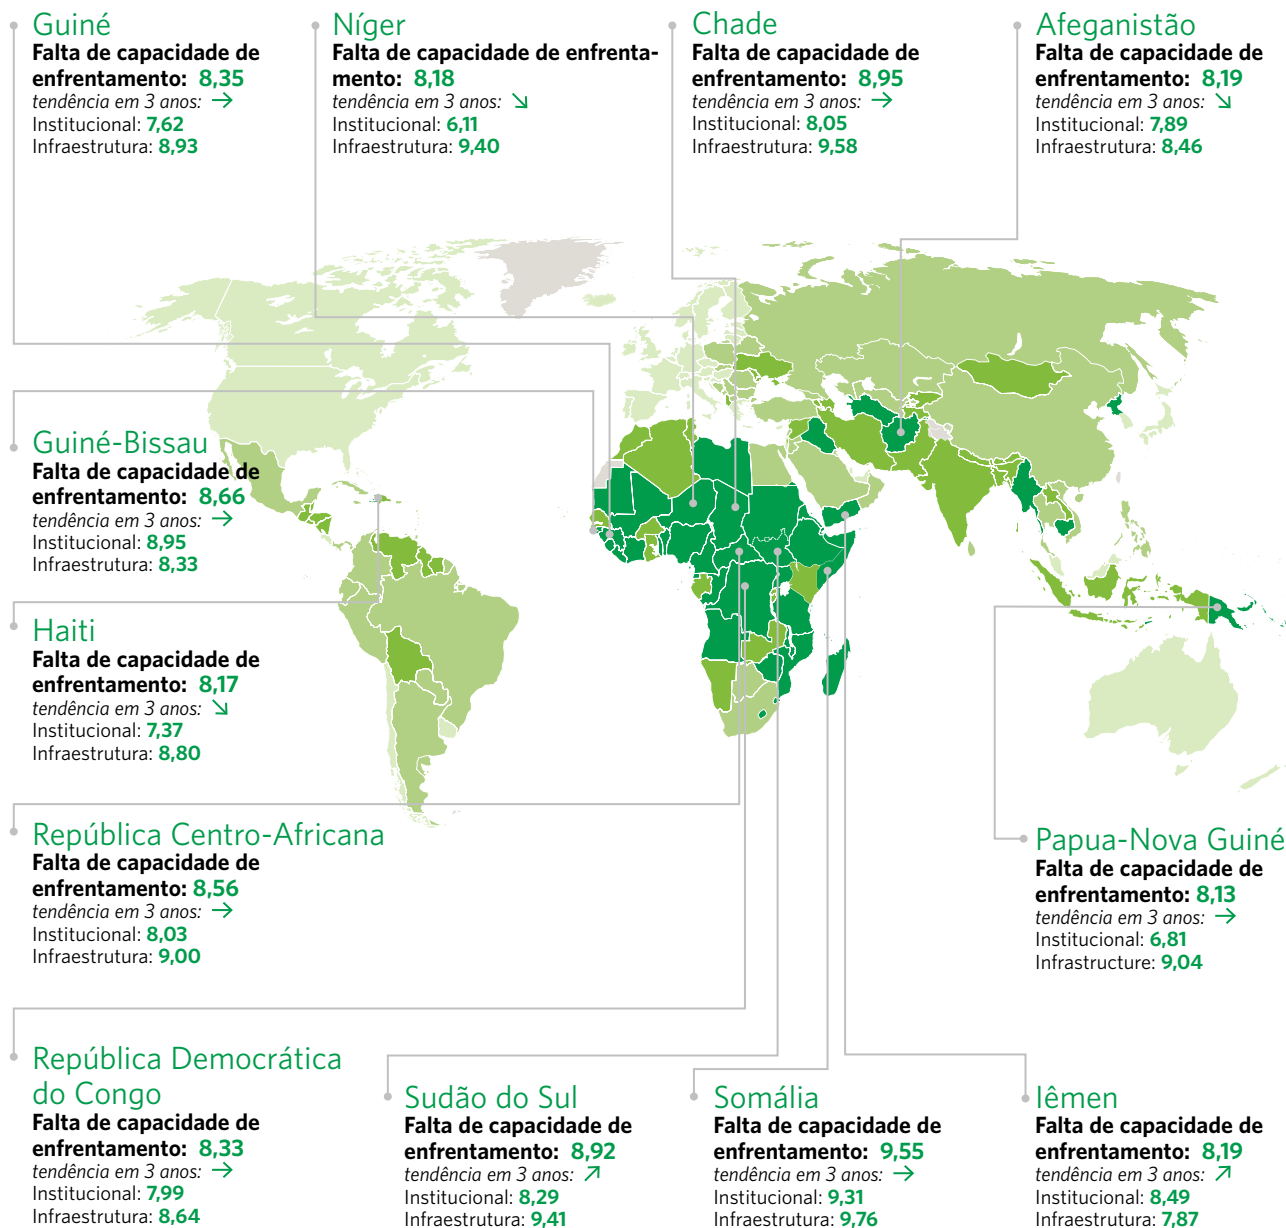 Guiné
Falta de capacidade de
enfrentamento: 8,35
tendência em 3 anos: →
Institucional: 7,62
Infraestrutura: 8,93
Níger
Falta de capacidade de enfrenta-
mento: 8,18
tendência em 3 anos: ↘
Institucional: 6,11
Infraestrutura: 9,40
Chade
Falta de capacidade de
enfrentamento: 8,95
tendência em 3 anos: →
Institucional: 8,05
Infraestrutura: 9,58
Afeganistão
Falta de capacidade de
enfrentamento: 8,19
tendência em 3 anos: ↘
Institucional: 7,89
Infraestrutura: 8,46
Guiné-Bissau
Falta de capacidade de
enfrentamento: 8,66
tendência em 3 anos: →
Institucional: 8,95
Infraestrutura: 8,33
Haiti
Falta de capacidade de
enfrentamento: 8,17
tendência em 3 anos: ↘
Institucional: 7,37
Infraestrutura: 8,80
República Centro-Africana
Falta de capacidade de
enfrentamento: 8,56
tendência em 3 anos: →
Institucional: 8,03
Infraestrutura: 9,00
Papua-Nova Guiné
Falta de capacidade de
enfrentamento: 8,13
tendência em 3 anos: →
Institucional: 6,81
Infrastructure: 9,04
República Democrática
do Congo
Falta de capacidade de
enfrentamento: 8,33
tendência em 3 anos: →
Institucional: 7,99
Infraestrutura: 8,64
Sudão do Sul
Falta de capacidade de
enfrentamento: 8,92
tendência em 3 anos: ↗
Institucional: 8,29
Infraestrutura: 9,41
Somália
Falta de capacidade de
enfrentamento: 9,55
tendência em 3 anos: →
Institucional: 9,31
Infraestrutura: 9,76
Iêmen
Falta de capacidade de
enfrentamento: 8,19
tendência em 3 anos: ↗
Institucional: 8,49
Infraestrutura: 7,87